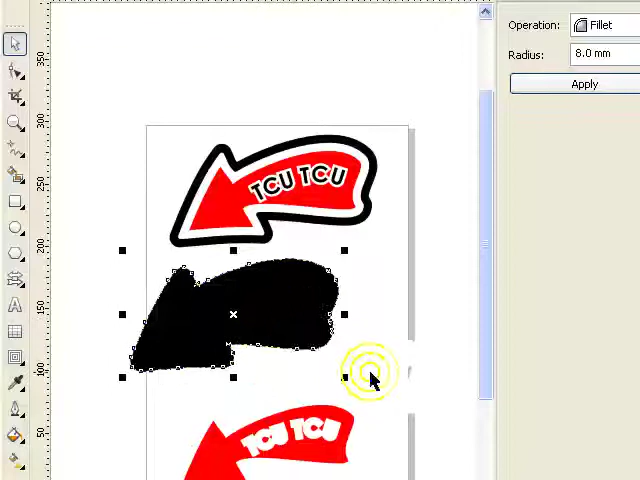 Operation: Fillet
Radius: 8.0 mm
Apply
350
300
250
200
150
100
50
TCU TCU
TCU TCU